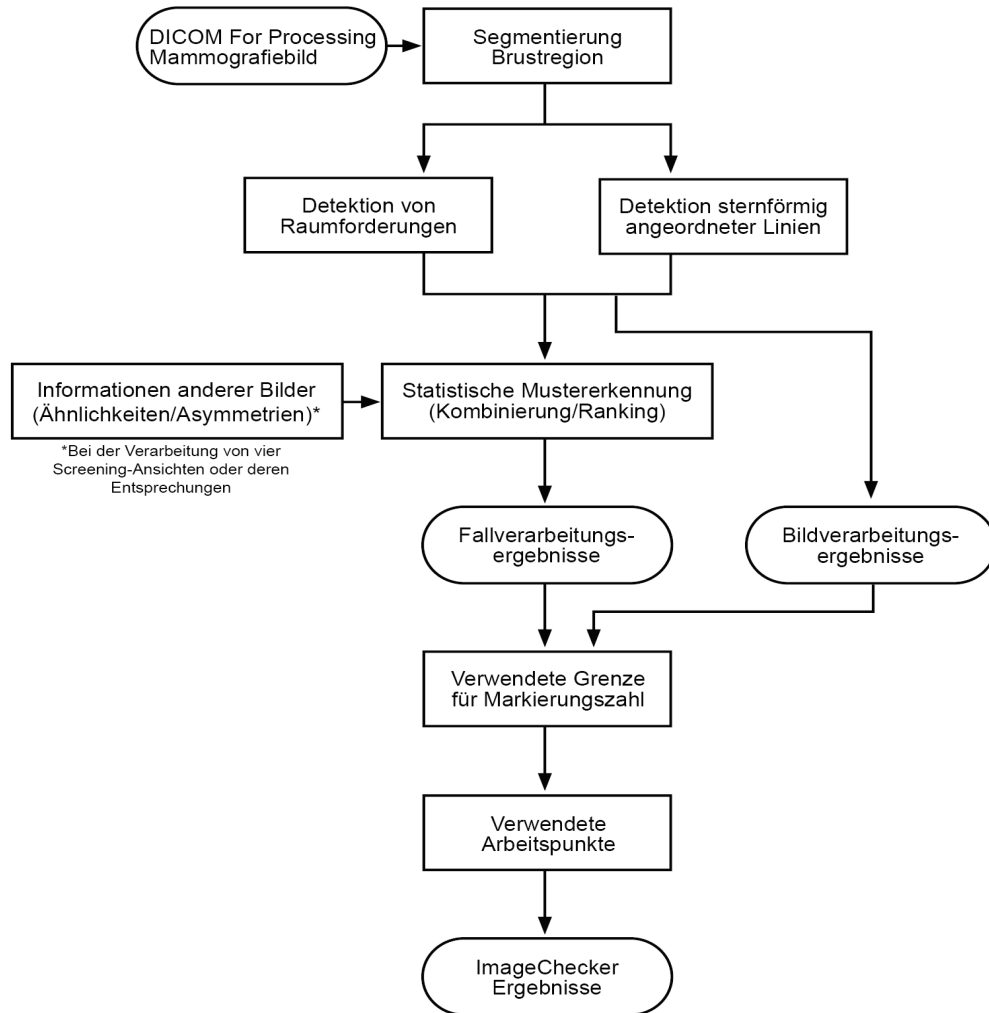 DICOM For Processing
Mammografiebild
Segmentierung
Brustregion
Detektion von
Raumforderungen
Detektion sternförmig
angeordneter Linien
Informationen anderer Bilder
(Ähnlichkeiten/Asymmetrien)*
*Bei der Verarbeitung von vier
Screening-Ansichten oder deren
Entsprechungen
Statistische Mustererkennung
(Kombinierung/Ranking)
Fallverarbeitungs-
ergebnisse
Bildverarbeitungs-
ergebnisse
Verwendete Grenze
für Markierungszahl
Verwendete
Arbeitspunkte
ImageChecker
Ergebnisse